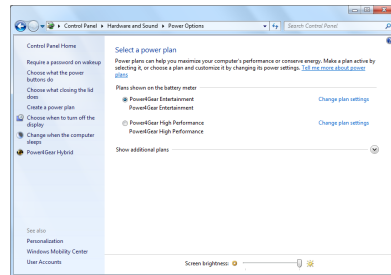 Control Panel ▸ Hardware and Sound ▸ Power Options
Search Control Panel
Control Panel Home
Require a password on wakeup
Choose what the power
buttons do
Choose what closing the lid
does
Create a power plan
Choose when to turn off the
display
Change when the computer
sleeps
Power4Gear Hybrid
See also
Personalization
Windows Mobility Center
User Accounts
Select a power plan
Power plans can help you maximize your computer's performance or conserve energy. Make a plan active by
selecting it, or choose a plan and customize it by changing its power settings. Tell me more about power
plans
Plans shown on the battery meter
Power4Gear Entertainment
Change plan settings
Power4Gear Entertainment
Power4Gear High Performance
Change plan settings
Power4Gear High Performance
Show additional plans
Screen brightness: